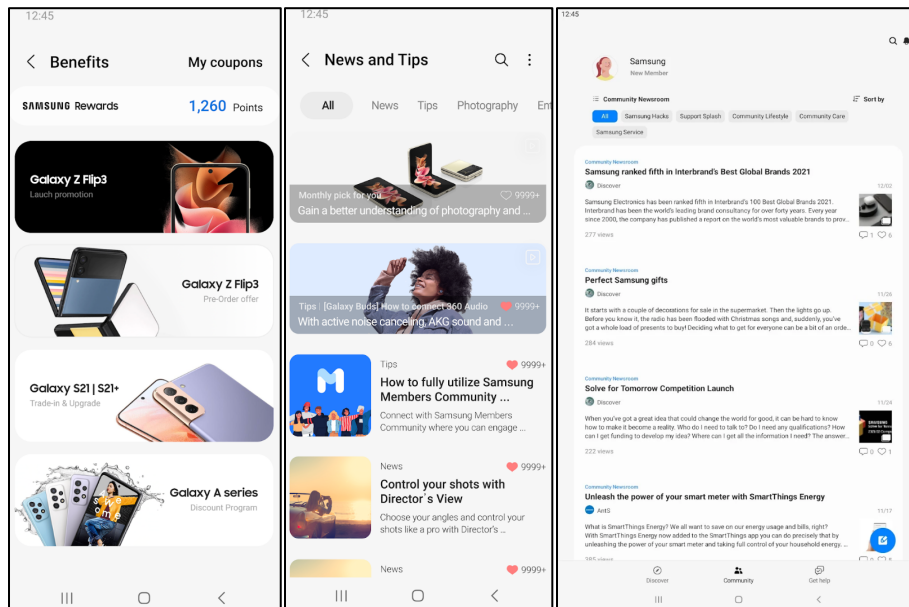 12:45
Benefits
My coupons
SAMSUNG Rewards
1,260 Points
Galaxy Z Flip3
Lauch promotion
Galaxy Z Flip3
Pre-Order offer
Galaxy S21 | S21+
Trade-in & Upgrade
Galaxy A series
Discount Program
12:45
News and Tips
All
News
Tips
Photography
Ent
Monthly pick for you
9999+
Gain a better understanding of photography and ...
Tips | [Galaxy Buds] How to connect 360 Audio
9999+
With active noise canceling, AKG sound and ...
Tips
9999+
How to fully utilize Samsung
Members Community ...
Connect with Samsung Members
Community where you can engage ...
News
9999+
Control your shots with
Director's View
Choose your angles and control your
shots like a pro with Director's ...
News
9999+
12:45
Samsung
New Member
Community Newsroom
Sort by
All
Samsung Hacks
Support Splash
Community Lifestyle
Community Care
Samsung Service
Community Newsroom
Samsung ranked fifth in Interbrand's Best Global Brands 2021
Discover
12/02
Samsung Electronics has been ranked fifth in Interbrand's 100 Best Global Brands 2021.
Interbrand has been the world's leading brand consultancy for over forty years. Every year
since 2000, the company has published a report on the world's most valuable brands to prov...
277 views
1
6
Community Newsroom
Perfect Samsung gifts
Discover
11/26
It starts with a couple of decorations for sale in the supermarket. Then the lights go up.
Before you know it, the radio has been flooded with Christmas songs and, suddenly, you've
got a whole load of presents to buy! Deciding what to get for everyone can be a bit of an orde...
284 views
0
6
Community Newsroom
Solve for Tomorrow Competition Launch
Discover
11/24
When you've got a great idea that could change the world for good, it can be hard to know
how to make it become a reality. Who do I need to talk to? Do I need any qualifications? How
can I get funding to develop my idea? Where can I get all the information I need? The answer...
222 views
0
1
Community Newsroom
Unleash the power of your smart meter with SmartThings Energy
AntS
11/17
What is SmartThings Energy? We all want to save on our energy usage and bills, right?
With SmartThings Energy now added to the SmartThings app you can do precisely that by
unleashing the power of your smart meter and taking full control of your household energy. ...
385 views
Discover
Community
Get help